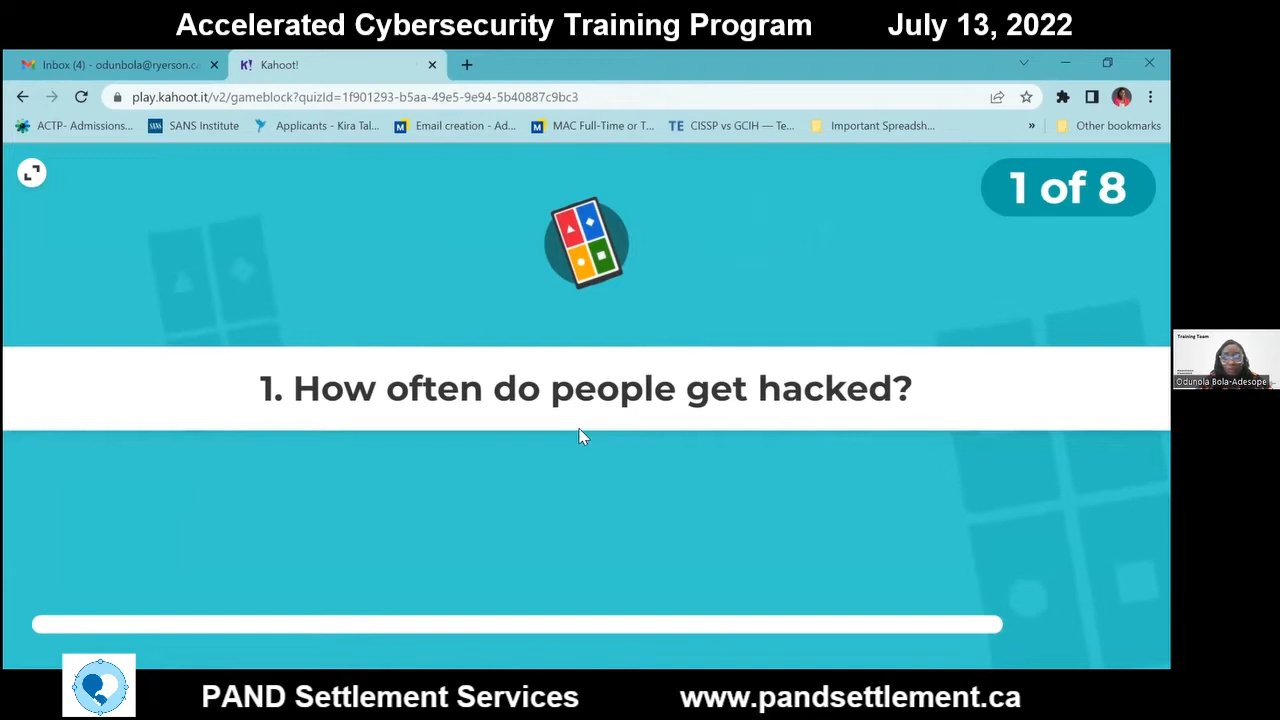 Accelerated Cybersecurity Training Program July 13, 2022
Inbox (4) - odunbola@ryerson.c
Kahoot!
play.kahoot.it/v2/gameblock?quizId=1f901293-b5aa-49e5-9e94-5b40887c9bc3
ACTP- Admissions... SANS Institute Applicants - Kira Tal... Email creation - Ad... MAC Full-Time or T... TE CISSP vs GCIH — Te... Important Spreadsh... » Other bookmarks
1 of 8
1. How often do people get hacked?
Training Team
Odunola Bola-Adesope
PAND Settlement Services www.pandsettlement.ca